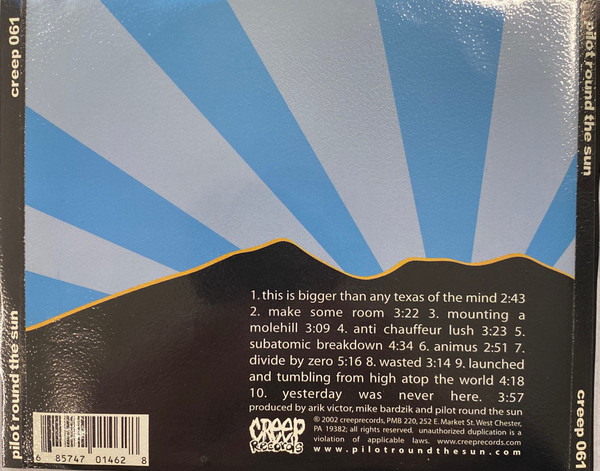 creep 061
pilot round the sun
pilot round the sun
creep 061
1. this is bigger than any texas of the mind 2:43
2. make some room 3:22 3. mounting a
molehill 3:09 4. anti chauffeur lush 3:23 5.
subatomic breakdown 4:34 6. animus 2:51 7.
divide by zero 5:16 8. wasted 3:14 9. launched
and tumbling from high atop the world 4:18
10. yesterday was never here. 3:57
produced by arik victor, mike bardzik and pilot round the sun
creep
records
© 2002 creeprecords, PMB 220, 252 E. Market St. West Chester,
PA 19382; all rights reserved. unauthorized duplication is a
violation of applicable laws. www.creeprecords.com
www.pilotroundthesun.com
6 85747 01462 8